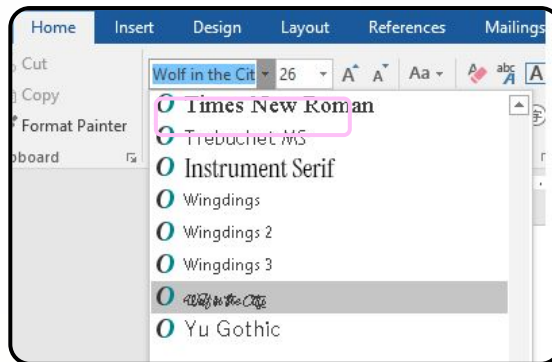 Home Insert Design Layout References Mailings
Cut
Copy
Format Painter
Wolf in the Cit 26 A A Aa abc A A
O Times New Roman
O Trebuchet MS
O Instrument Serif
O Wingdings
O Wingdings 2
O Wingdings 3
O Wolf in the City
O Yu Gothic